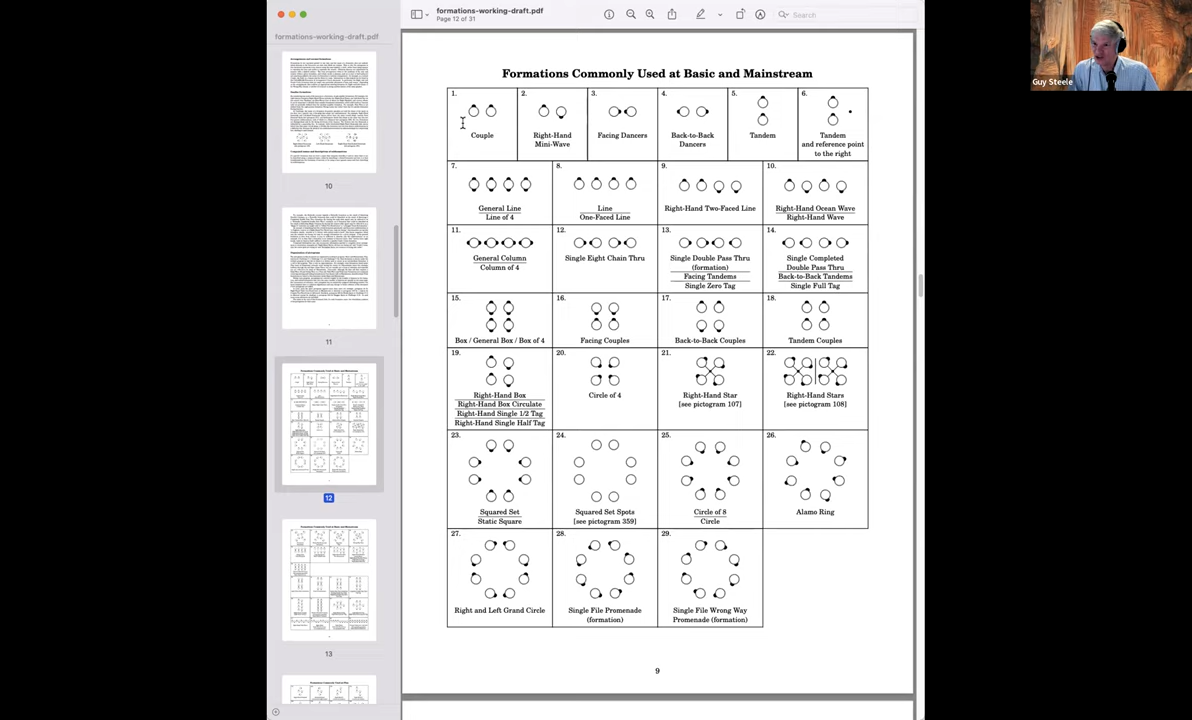 formations-working-draft.pdf
Page 12 of 31
Search
Guy Steele
formations-working-draft.pdf
10
11
12
13
Formations Commonly Used at Basic and Mainstream
1.
Couple
2.
Right-Hand
Mini-Wave
3.
Facing Dancers
4.
Back-to-Back
Dancers
5.
Tandem
6.
Tandem
and reference point
to the right
7.
General Line
Line of 4
8.
Line
One-Faced Line
9.
Right-Hand Two-Faced Line
10.
Right-Hand Ocean Wave
Right-Hand Wave
11.
General Column
Column of 4
12.
Single Eight Chain Thru
13.
Single Double Pass Thru
(formation)
Facing Tandems
Single Zero Tag
14.
Single Completed
Double Pass Thru
Back-to-Back Tandems
Single Full Tag
15.
Box / General Box / Box of 4
16.
Facing Couples
17.
Back-to-Back Couples
18.
Tandem Couples
19.
Right-Hand Box
Right-Hand Box Circulate
Right-Hand Single 1/2 Tag
Right-Hand Single Half Tag
20.
Circle of 4
21.
Right-Hand Star
[see pictogram 107]
22.
Right-Hand Stars
[see pictogram 108]
23.
Squared Set
Static Square
24.
Squared Set Spots
[see pictogram 359]
25.
Circle of 8
Circle
26.
Alamo Ring
27.
Right and Left Grand Circle
28.
Single File Promenade
(formation)
29.
Single File Wrong Way
Promenade (formation)
9